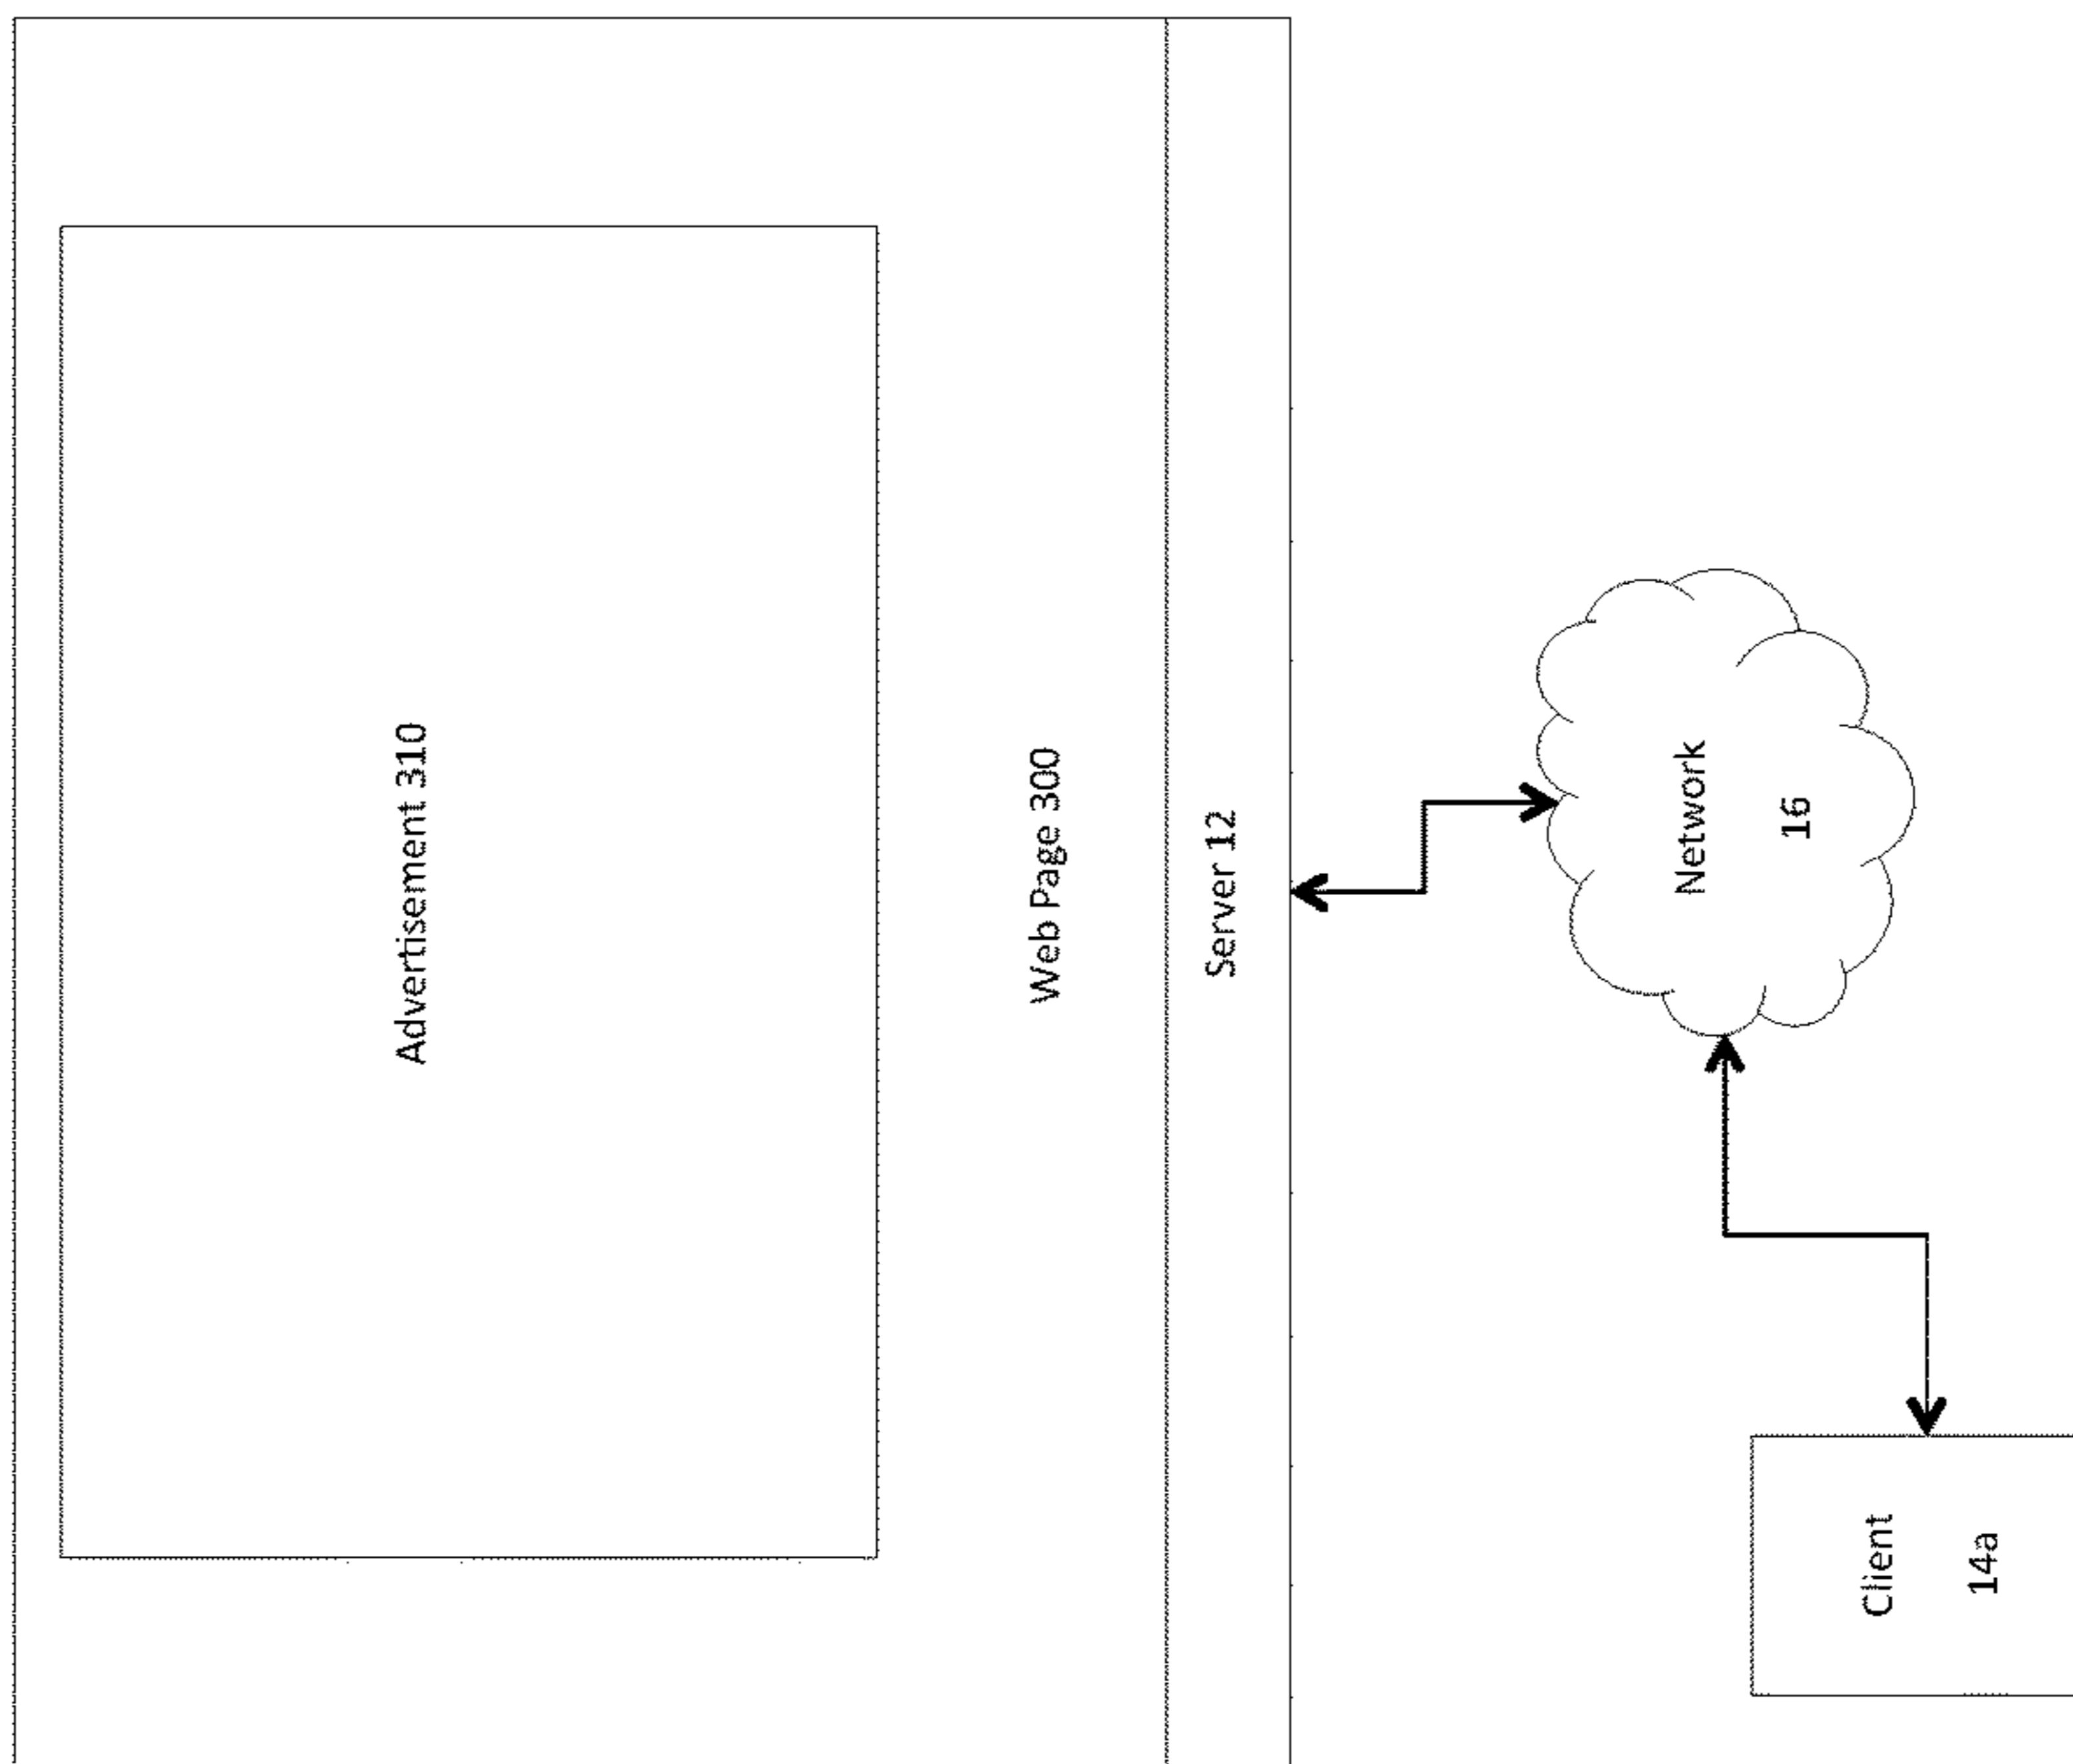 Advertisement 310
Web Page 300
Server 12
Network
16
Client
14a